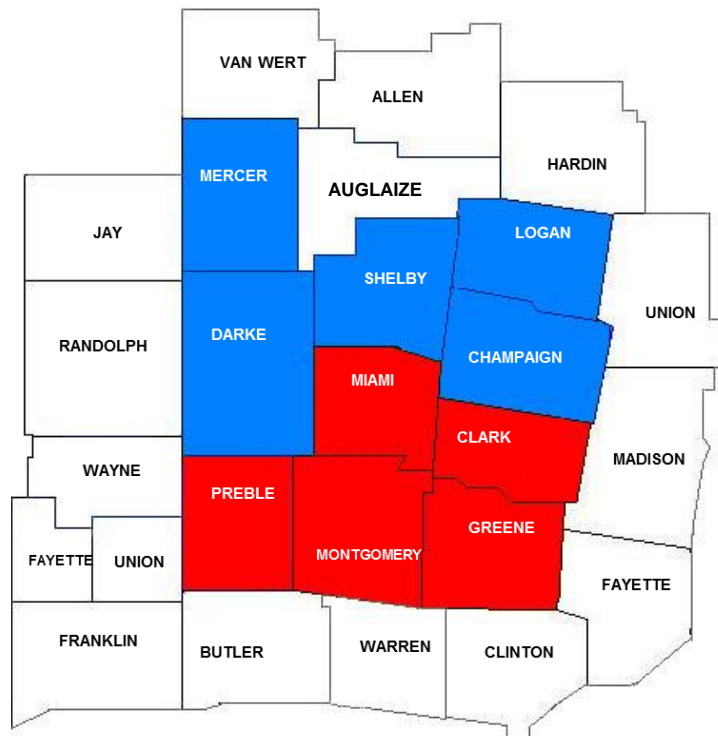 VAN WERT
ALLEN
HARDIN
MERCER
AUGLAIZE
JAY
LOGAN
SHELBY
UNION
DARKE
RANDOLPH
CHAMPAIGN
MIAMI
CLARK
MADISON
WAYNE
PREBLE
GREENE
MONTGOMERY
FAYETTE
UNION
FAYETTE
FRANKLIN
BUTLER
WARREN
CLINTON